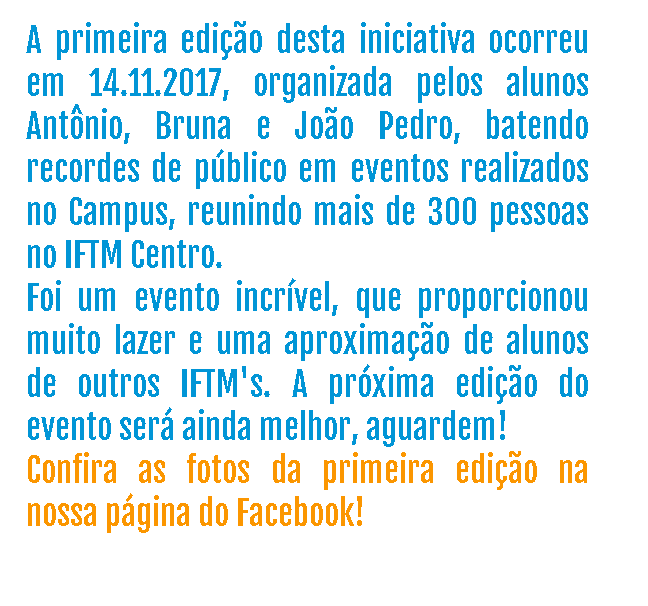 A primeira edição desta iniciativa ocorreu
em 14.11.2017, organizada pelos alunos
Antônio, Bruna e João Pedro, batendo
recordes de público em eventos realizados
no Campus, reunindo mais de 300 pessoas
no IFTM Centro.
Foi um evento incrível, que proporcionou
muito lazer e uma aproximação de alunos
de outros IFTM's. A próxima edição do
evento será ainda melhor, aguardem!
Confira as fotos da primeira edição na
nossa página do Facebook!